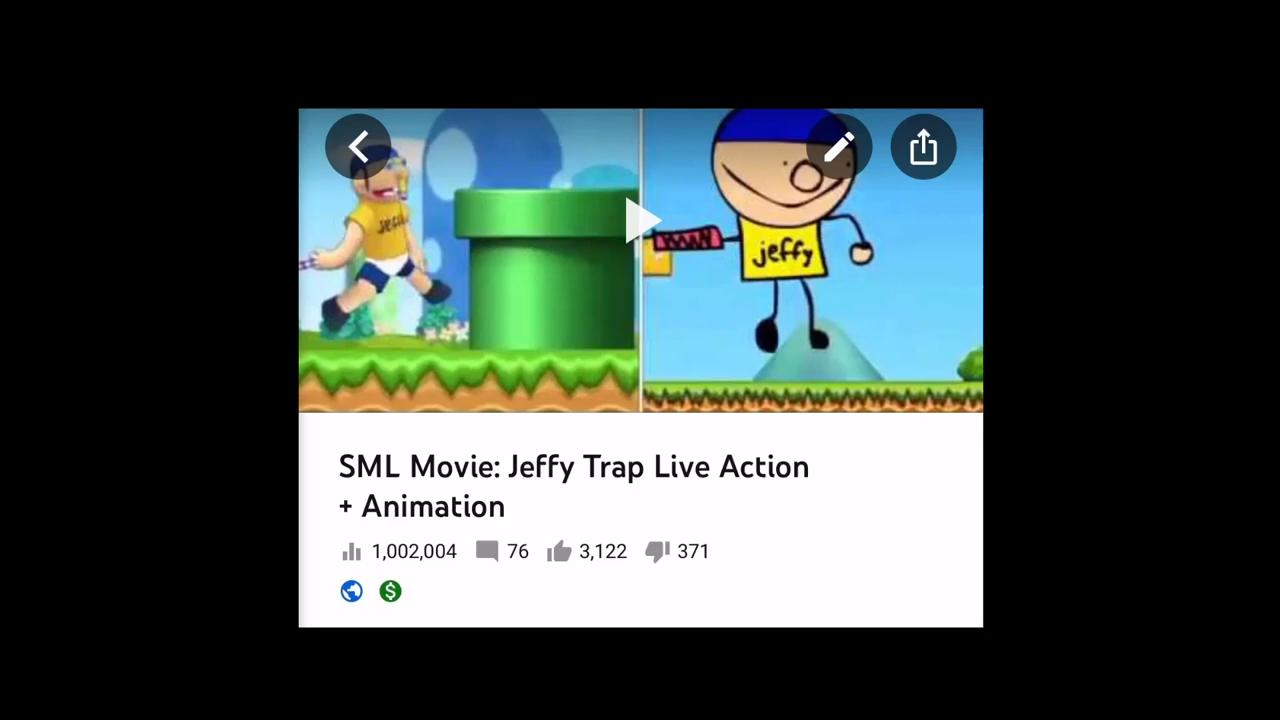 jeffy
SML Movie: Jeffy Trap Live Action
+ Animation
1,002,004 76 3,122 371